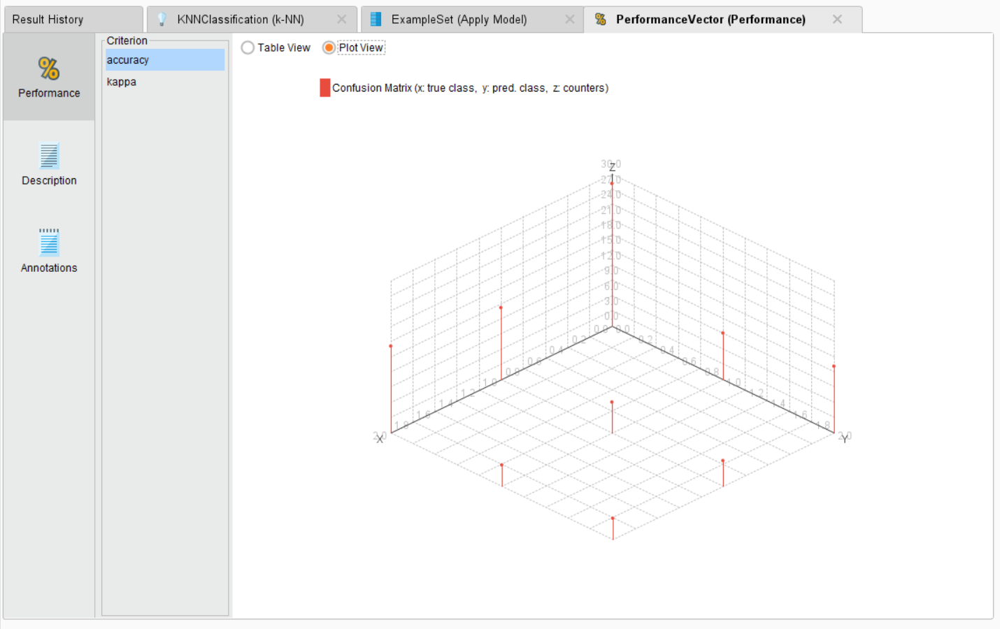 Result History
KNNClassification (k-NN)
ExampleSet (Apply Model)
PerformanceVector (Performance)
Performance
Description
Annotations
Criterion
accuracy
kappa
Table View
Plot View
Confusion Matrix (x: true class, y: pred. class, z: counters)
30.0
Z
27.0
24.0
21.0
18.0
15.0
12.0
9.0
6.0
3.0
0.0
0.0 0.0
0.2 0.2
0.4 0.4
0.6 0.6
0.8 0.8
1.0 1.0
1.2 1.2
1.4 1.4
1.6 1.6
1.8 1.8
2.0 2.0
X Y